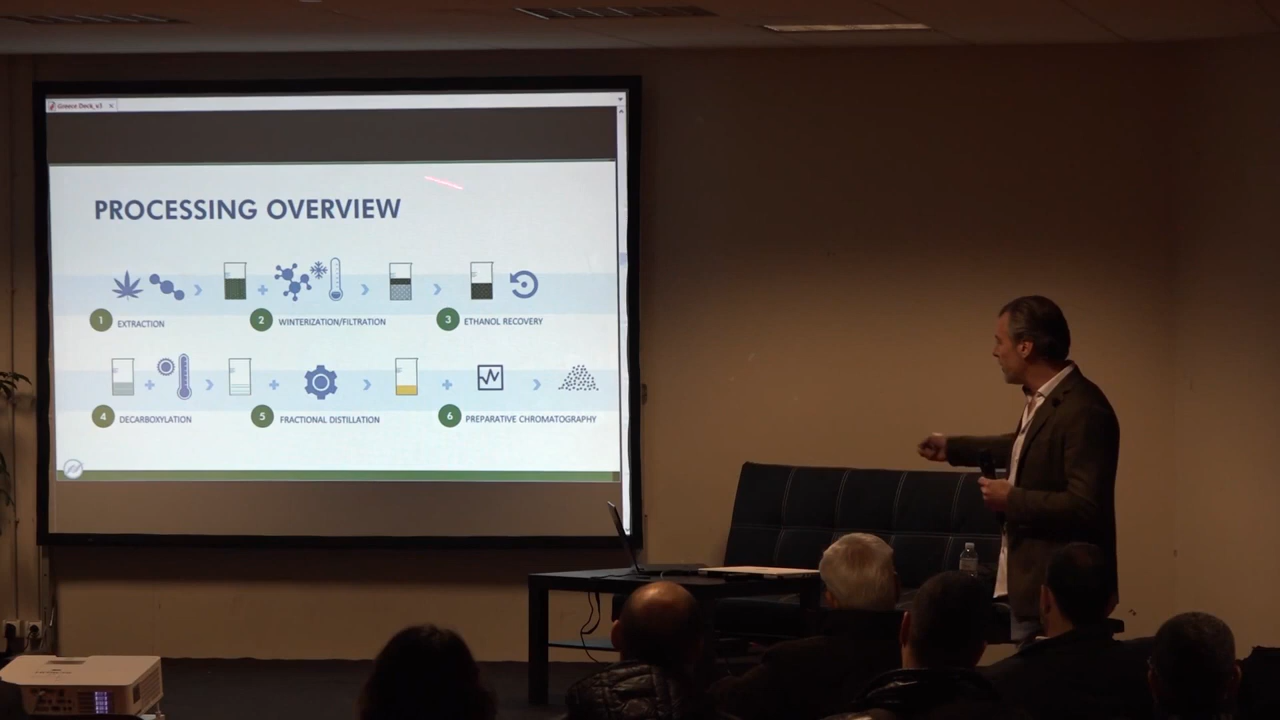 Greece Deck_v3
PROCESSING OVERVIEW
1 EXTRACTION
2 WINTERIZATION/FILTRATION
3 ETHANOL RECOVERY
4 DECARBOXYLATION
5 FRACTIONAL DISTILLATION
6 PREPARATIVE CHROMATOGRAPHY